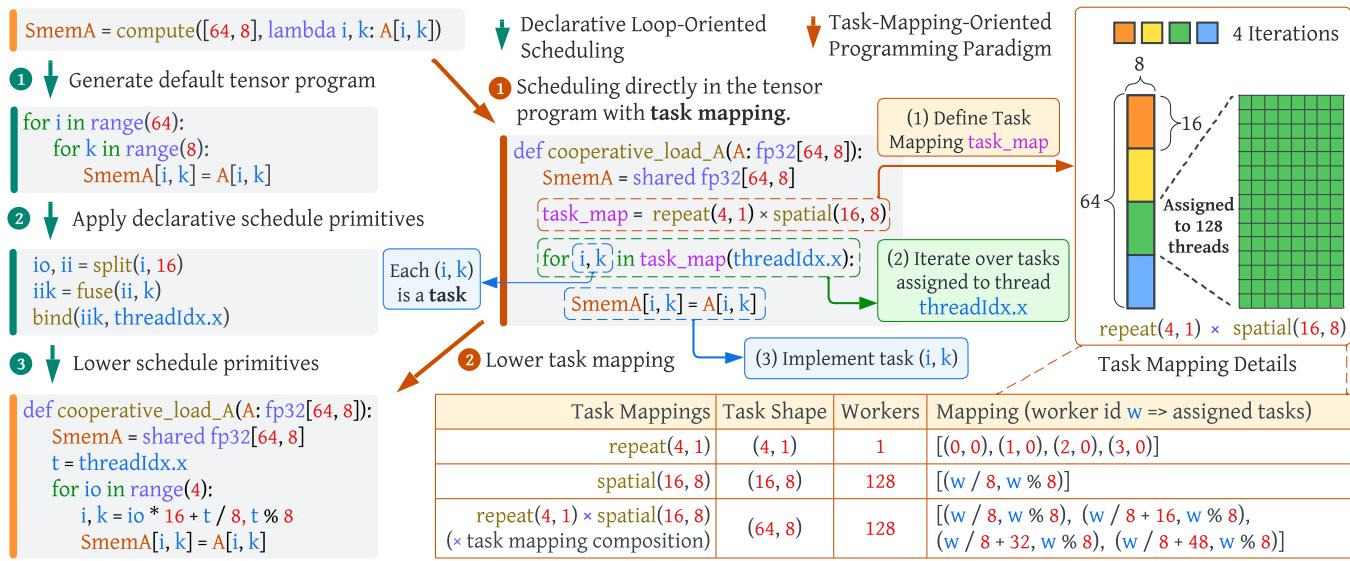 SmemA = compute([64, 8], lambda i, k: A[i, k])
1 Generate default tensor program
for i in range(64):
for k in range(8):
SmemA[i, k] = A[i, k]
2 Apply declarative schedule primitives
io, ii = split(i, 16)
iik = fuse(ii, k)
bind(iik, threadIdx.x)
3 Lower schedule primitives
def cooperative_load_A(A: fp32[64, 8]):
SmemA = shared fp32[64, 8]
t = threadIdx.x
for io in range(4):
i, k = io * 16 + t / 8, t % 8
SmemA[i, k] = A[i, k]
Declarative Loop-Oriented
Scheduling
Task-Mapping-Oriented
Programming Paradigm
1 Scheduling directly in the tensor
program with task mapping.
def cooperative_load_A(A: fp32[64, 8]):
SmemA = shared fp32[64, 8]
task_map = repeat(4, 1) × spatial(16, 8)
for i, k in task_map(threadIdx.x):
SmemA[i, k] = A[i, k]
Each (i, k)
is a task
(1) Define Task
Mapping task_map
(2) Iterate over tasks
assigned to thread
threadIdx.x
(3) Implement task (i, k)
2 Lower task mapping
4 Iterations
8
16
64
Assigned
to 128
threads
repeat(4, 1) × spatial(16, 8)
Task Mapping Details
Task Mappings Task Shape Workers Mapping (worker id w => assigned tasks)
repeat(4, 1) (4, 1) 1 [(0, 0), (1, 0), (2, 0), (3, 0)]
spatial(16, 8) (16, 8) 128 [(w / 8, w % 8)]
repeat(4, 1) × spatial(16, 8)
(× task mapping composition)
(64, 8) 128
[(w / 8, w % 8), (w / 8 + 16, w % 8),
(w / 8 + 32, w % 8), (w / 8 + 48, w % 8)]